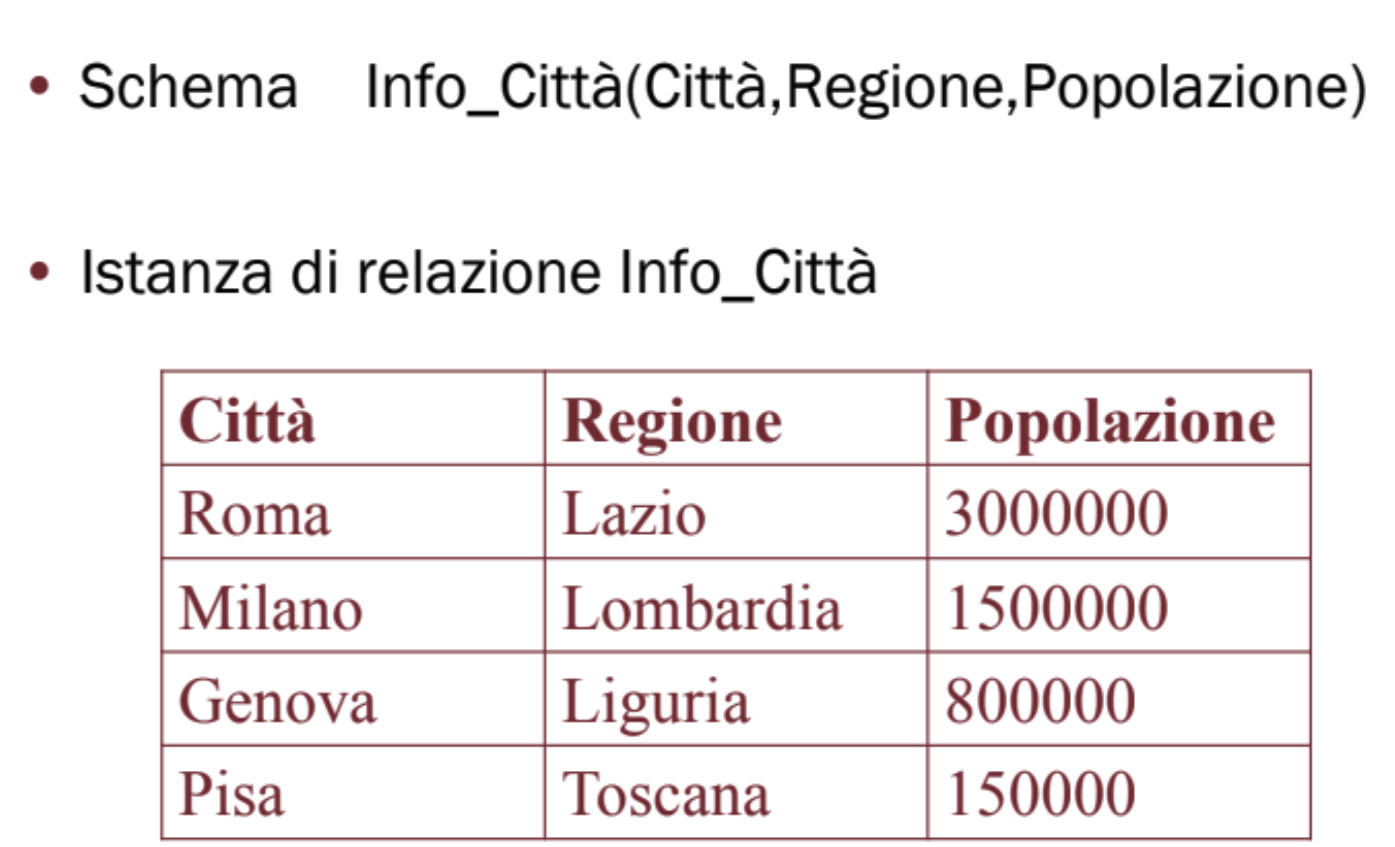 • Schema Info_Città(Città,Regione,Popolazione)
• Istanza di relazione Info_Città
Città Regione Popolazione
Roma Lazio 3000000
Milano Lombardia 1500000
Genova Liguria 800000
Pisa Toscana 150000